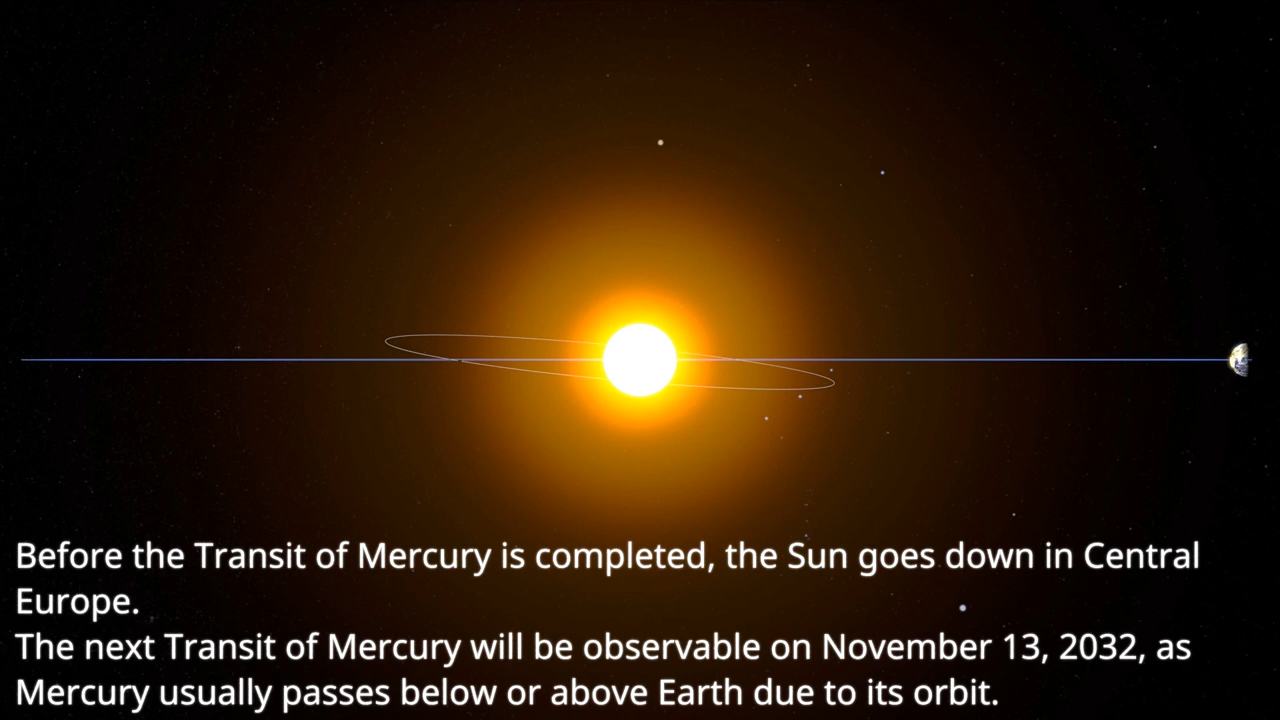 Before the Transit of Mercury is completed, the Sun goes down in Central
Europe.
The next Transit of Mercury will be observable on November 13, 2032, as
Mercury usually passes below or above Earth due to its orbit.